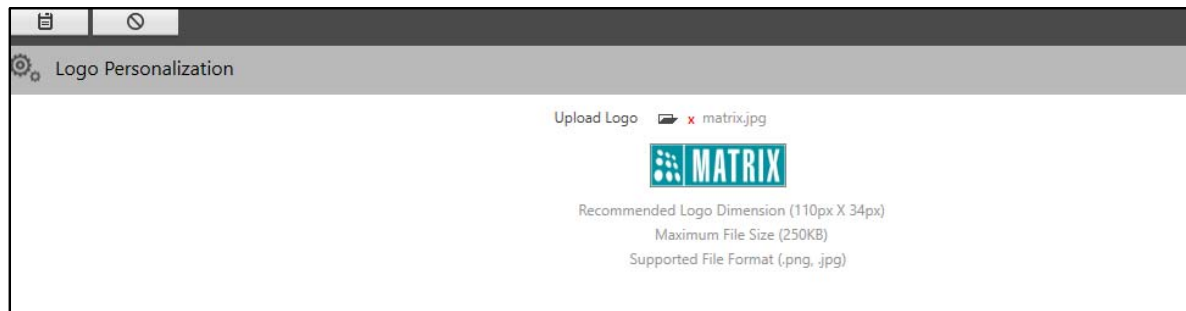 Logo Personalization
Upload Logo x matrix.jpg
MATRIX
Recommended Logo Dimension (110px X 34px)
Maximum File Size (250KB)
Supported File Format (.png, .jpg)